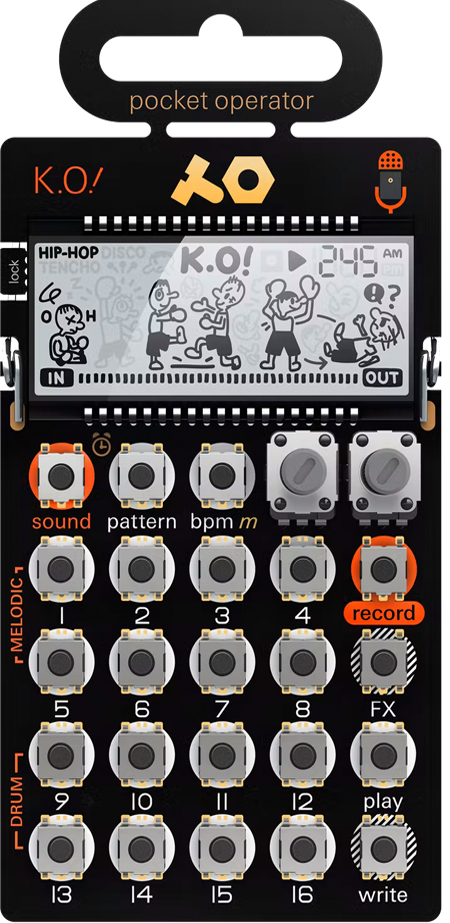 pocket operator
K.O!
HIP-HOP DISCO
TENCHO
K.O! 245 AM
PM
O H
! ?
IN OUT
lock
sound pattern bpm m
MELODIC
1 2 3 4 record
5 6 7 8 FX
DRUM
9 10 11 12 play
13 14 15 16 write